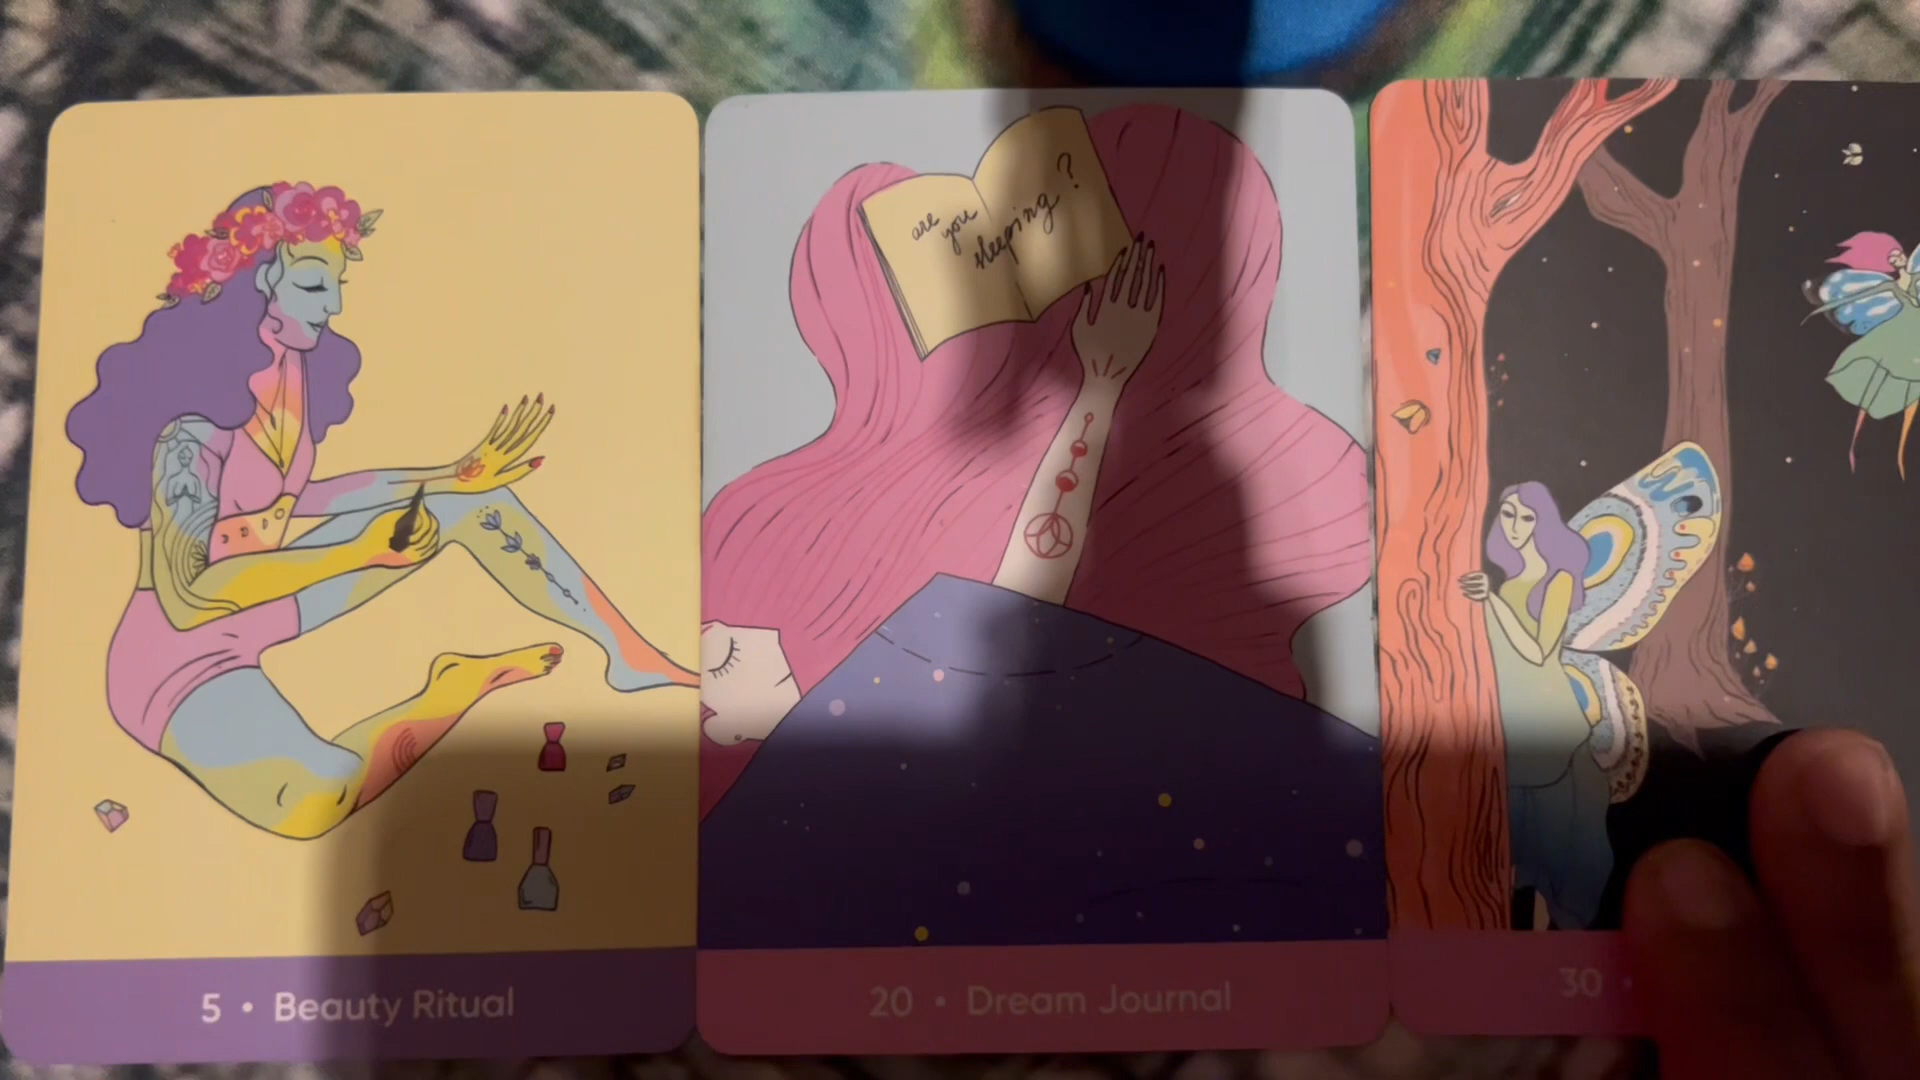 are you
sleeping?
5 • Beauty Ritual
20 • Dream Journal
30 •